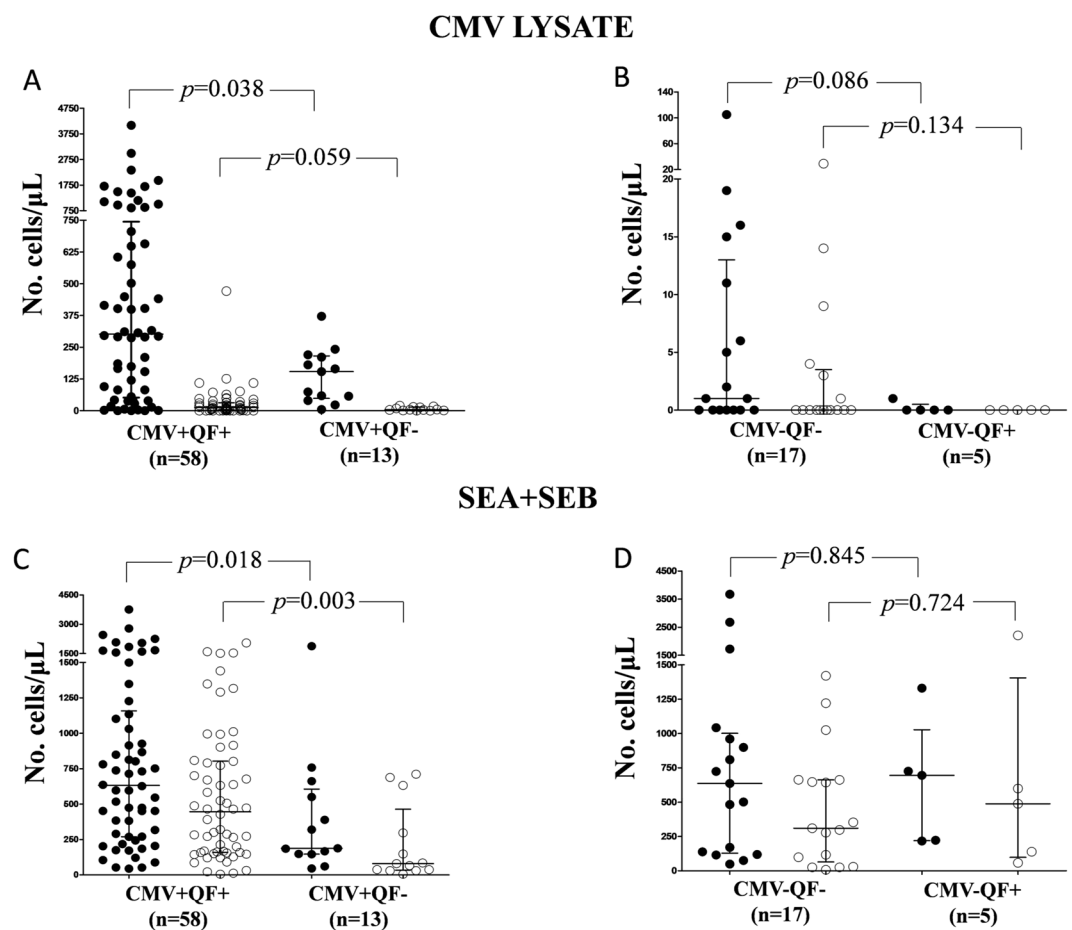 CMV LYSATE
A
p=0.038
p=0.059
No. cells/µL
4750
3750
2750
1750
750
750
625
500
375
250
125
0
CMV+QF+
(n=58)
CMV+QF-
(n=13)
B
p=0.086
p=0.134
No. cells/µL
140
120
100
80
60
40
20
20
15
10
5
0
CMV-QF-
(n=17)
CMV-QF+
(n=5)
SEA+SEB
C
p=0.018
p=0.003
No. cells/µL
4500
3000
1500
1500
1250
1000
750
500
250
0
CMV+QF+
(n=58)
CMV+QF-
(n=13)
D
p=0.845
p=0.724
No. cells/µL
4500
3500
2500
1500
1500
1250
1000
750
500
250
0
CMV-QF-
(n=17)
CMV-QF+
(n=5)